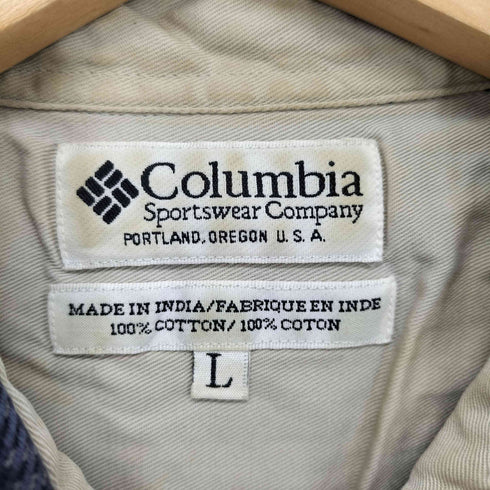 Columbia
Sportswear Company
PORTLAND, OREGON U.S.A.
MADE IN INDIA/FABRIQUE EN INDE
100% COTTON/100% COTON
L